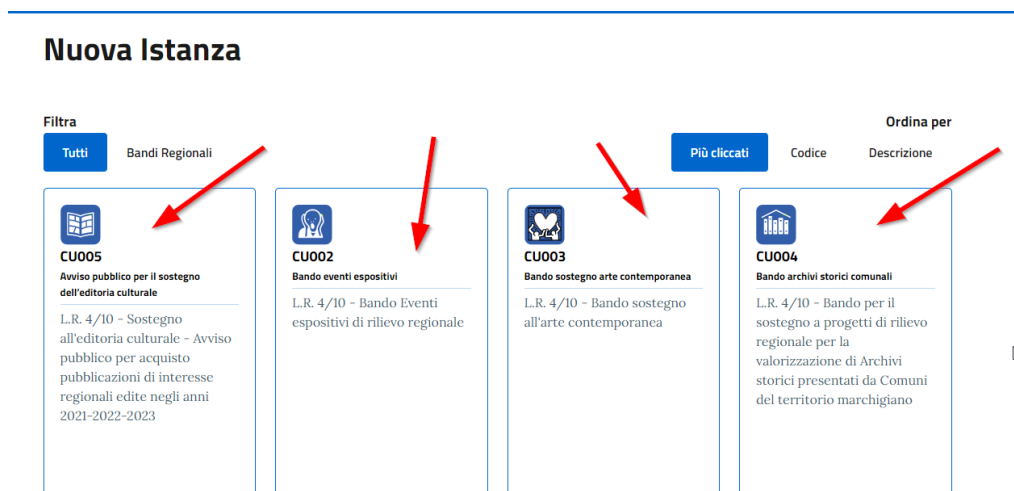 Nuova Istanza
Filtra
Ordina per
Tutti
Bandi Regionali
Più cliccati
Codice
Descrizione
CU005
Avviso pubblico per il sostegno
dell'editoria culturale
L.R. 4/10 - Sostegno
all'editoria culturale - Avviso
pubblico per acquisto
pubblicazioni di interesse
regionali edite negli anni
2021-2022-2023
CU002
Bando eventi espositivi
L.R. 4/10 - Bando Eventi
espositivi di rilievo regionale
CU003
Bando sostegno arte contemporanea
L.R. 4/10 - Bando sostegno
all'arte contemporanea
CU004
Bando archivi storici comunali
L.R. 4/10 - Bando per il
sostegno a progetti di rilievo
regionale per la
valorizzazione di Archivi
storici presentati da Comuni
del territorio marchigiano